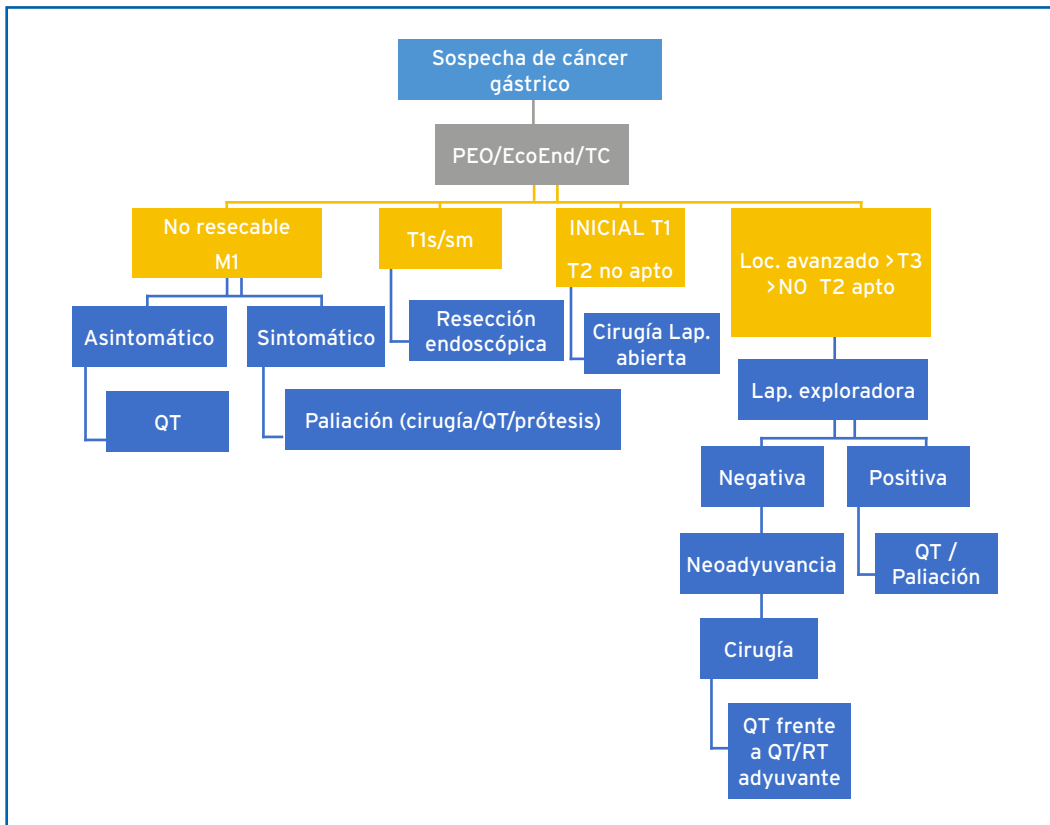 Sospecha de cáncer
gástrico
PEO/EcoEnd/TC
No resecable
M1
T1s/sm
INICIAL T1
T2 no apto
Loc. avanzado >T3
>NO T2 apto
Asintomático
Sintomático
Resección
endoscópica
Cirugía Lap.
abierta
QT
Paliación (cirugía/QT/prótesis)
Lap. exploradora
Negativa
Positiva
Neoadyuvancia
QT /
Paliación
Cirugía
QT frente
a QT/RT
adyuvante